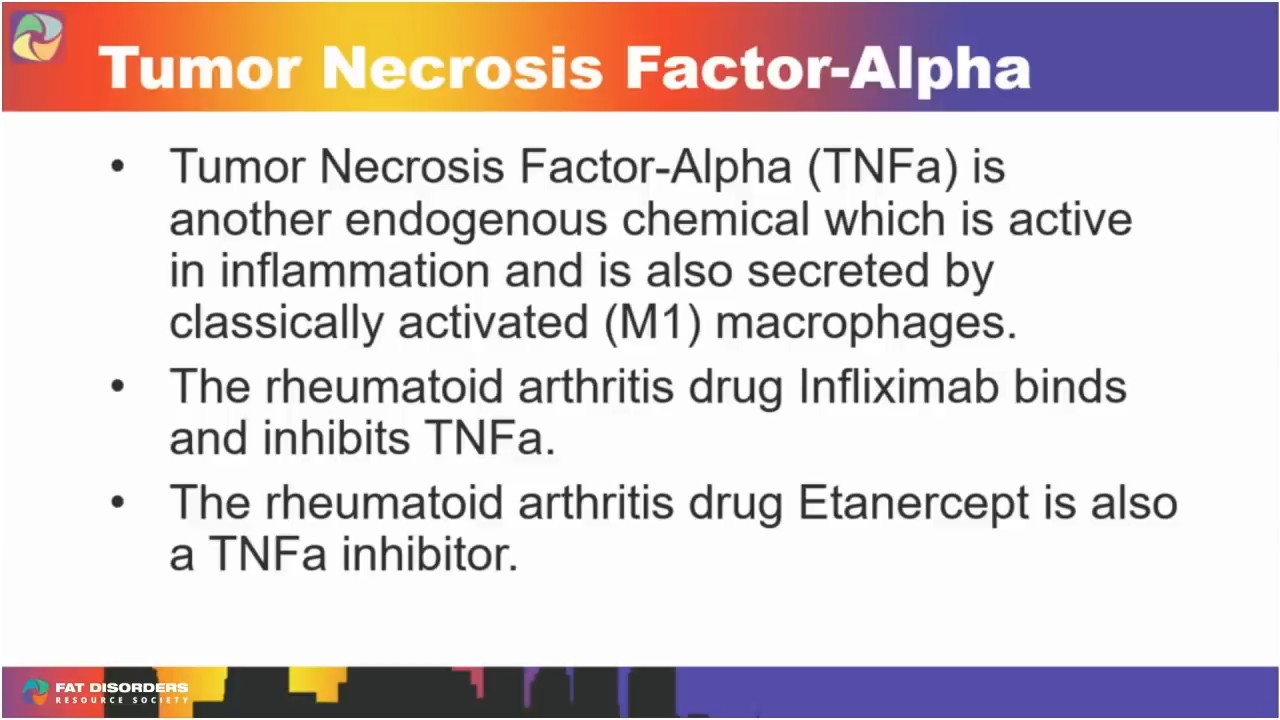 Tumor Necrosis Factor-Alpha
• Tumor Necrosis Factor-Alpha (TNFa) is
another endogenous chemical which is active
in inflammation and is also secreted by
classically activated (M1) macrophages.
• The rheumatoid arthritis drug Infliximab binds
and inhibits TNFa.
• The rheumatoid arthritis drug Etanercept is also
a TNFa inhibitor.
FAT DISORDERS
RESOURCE SOCIETY